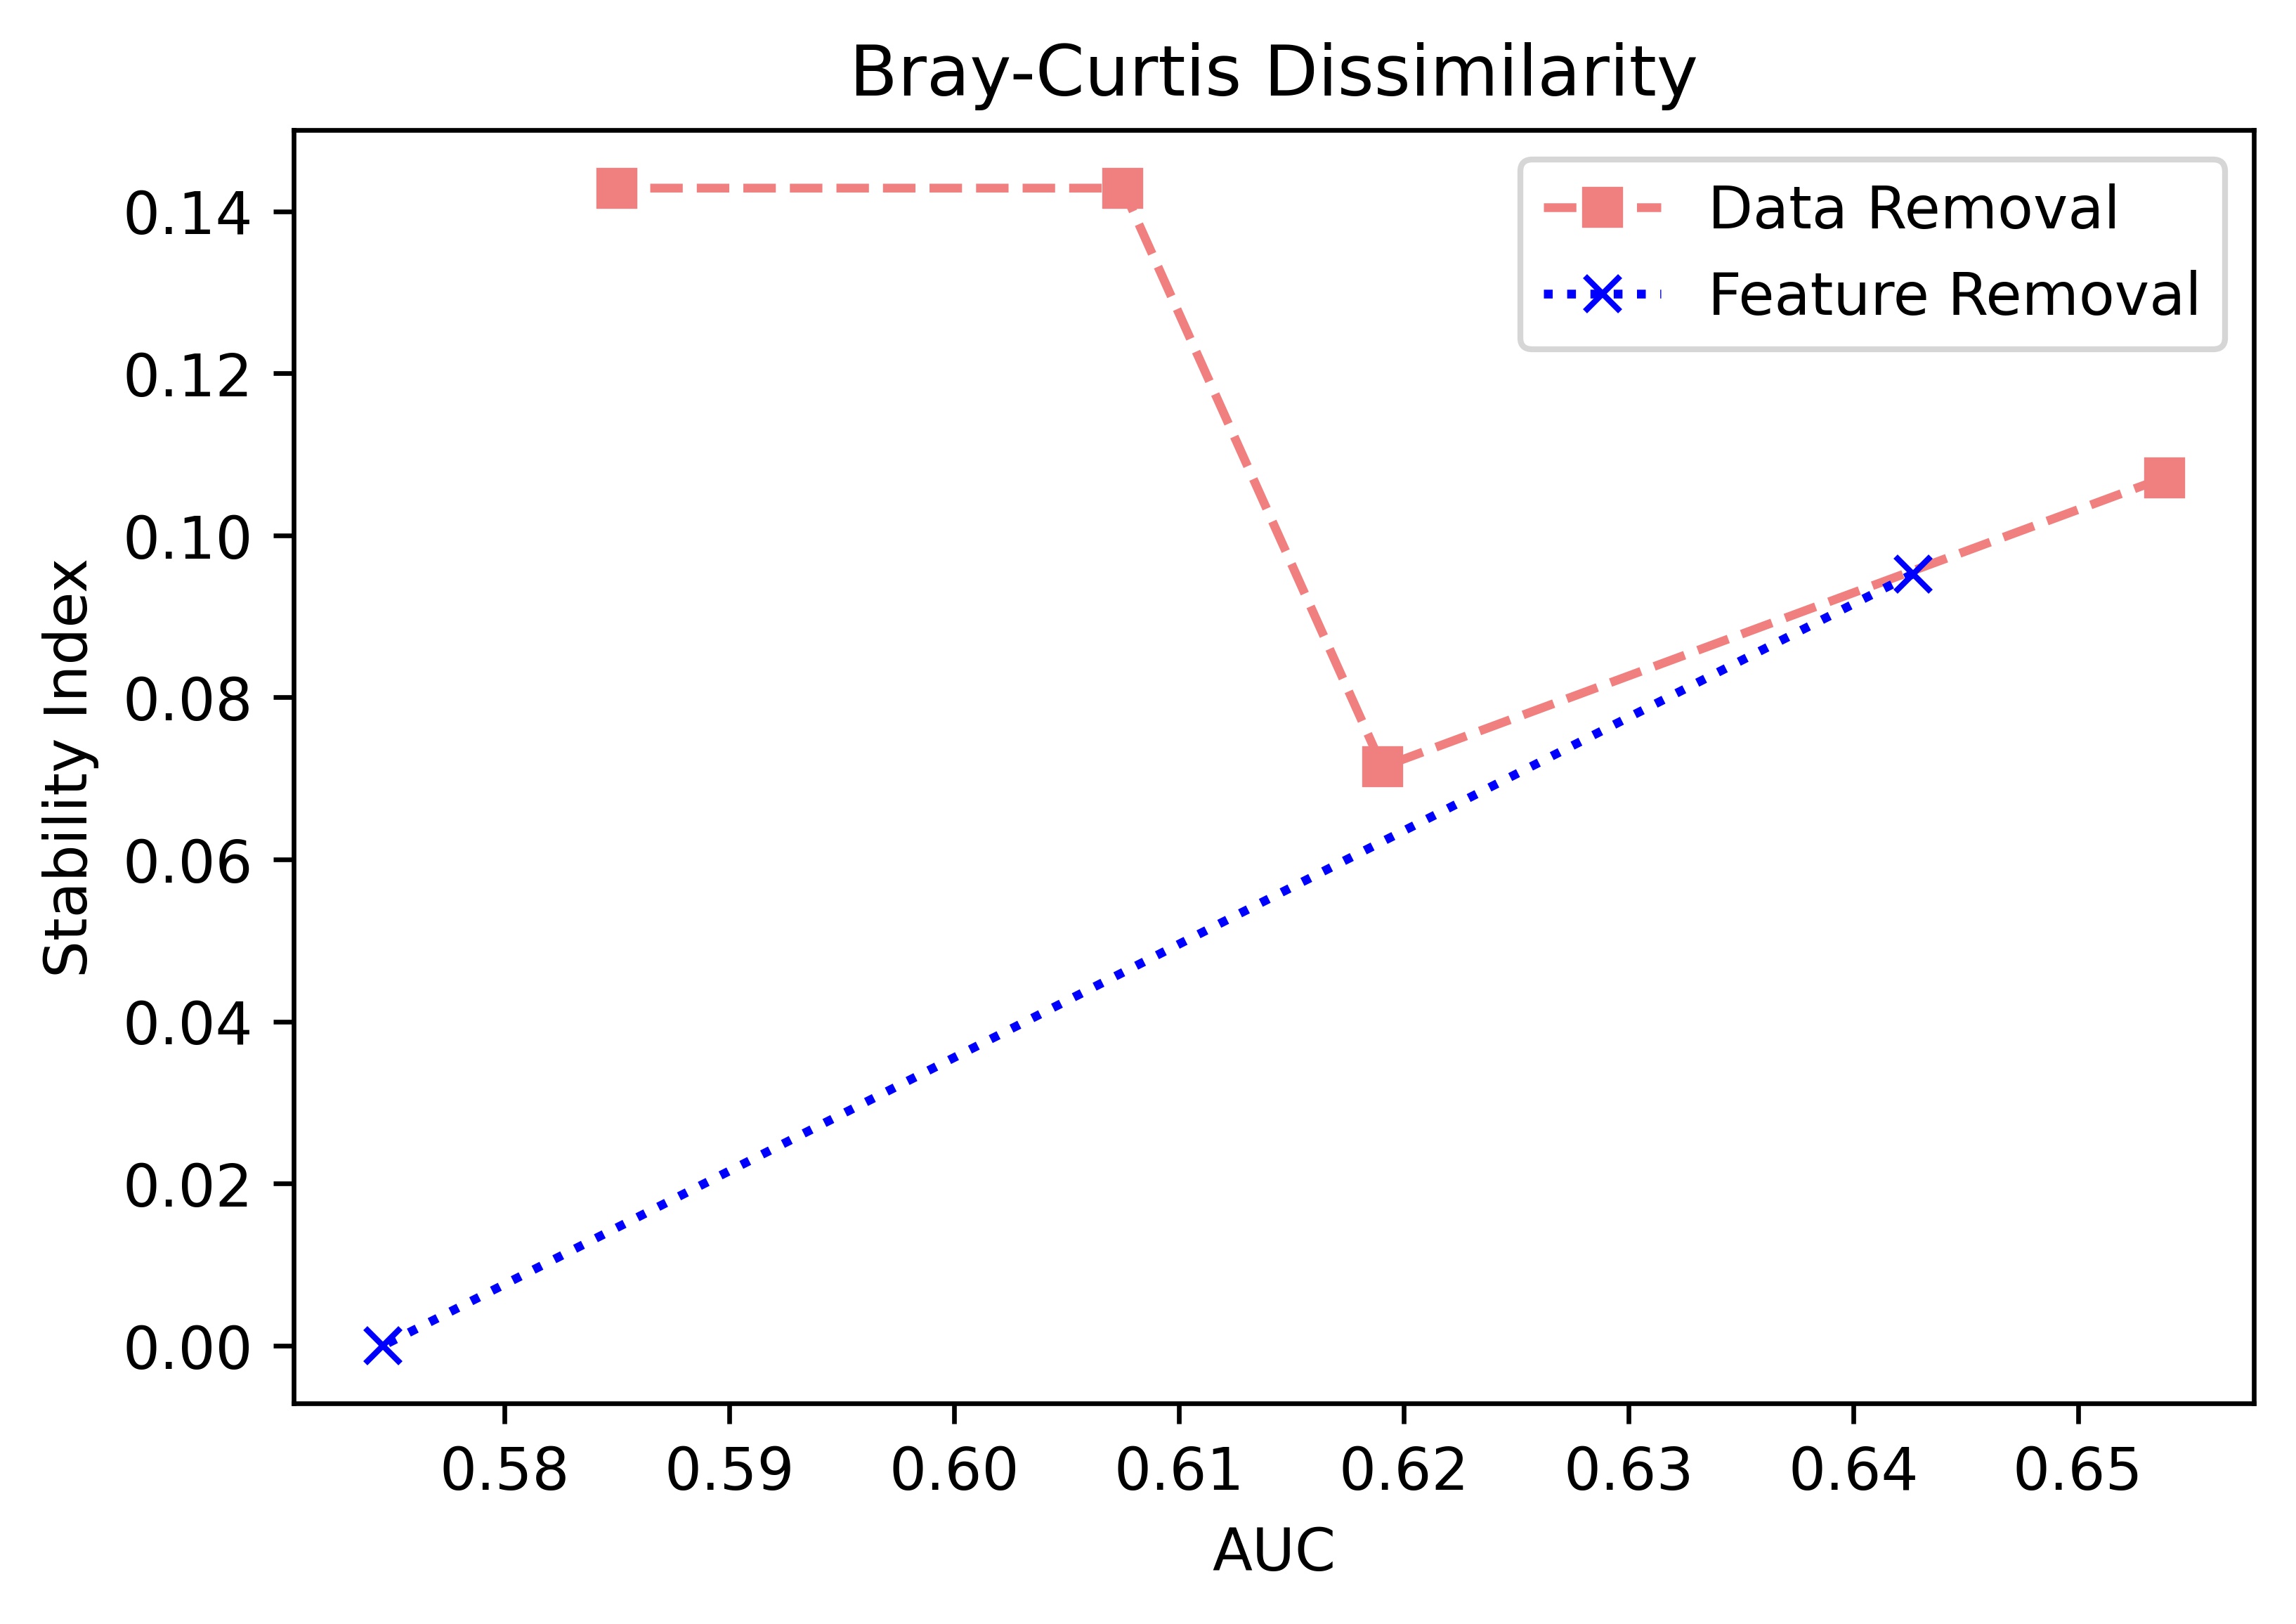 Bray-Curtis Dissimilarity
Data Removal
Feature Removal
Stability Index
0.14
0.12
0.10
0.08
0.06
0.04
0.02
0.00
0.58 0.59 0.60 0.61 0.62 0.63 0.64 0.65
AUC